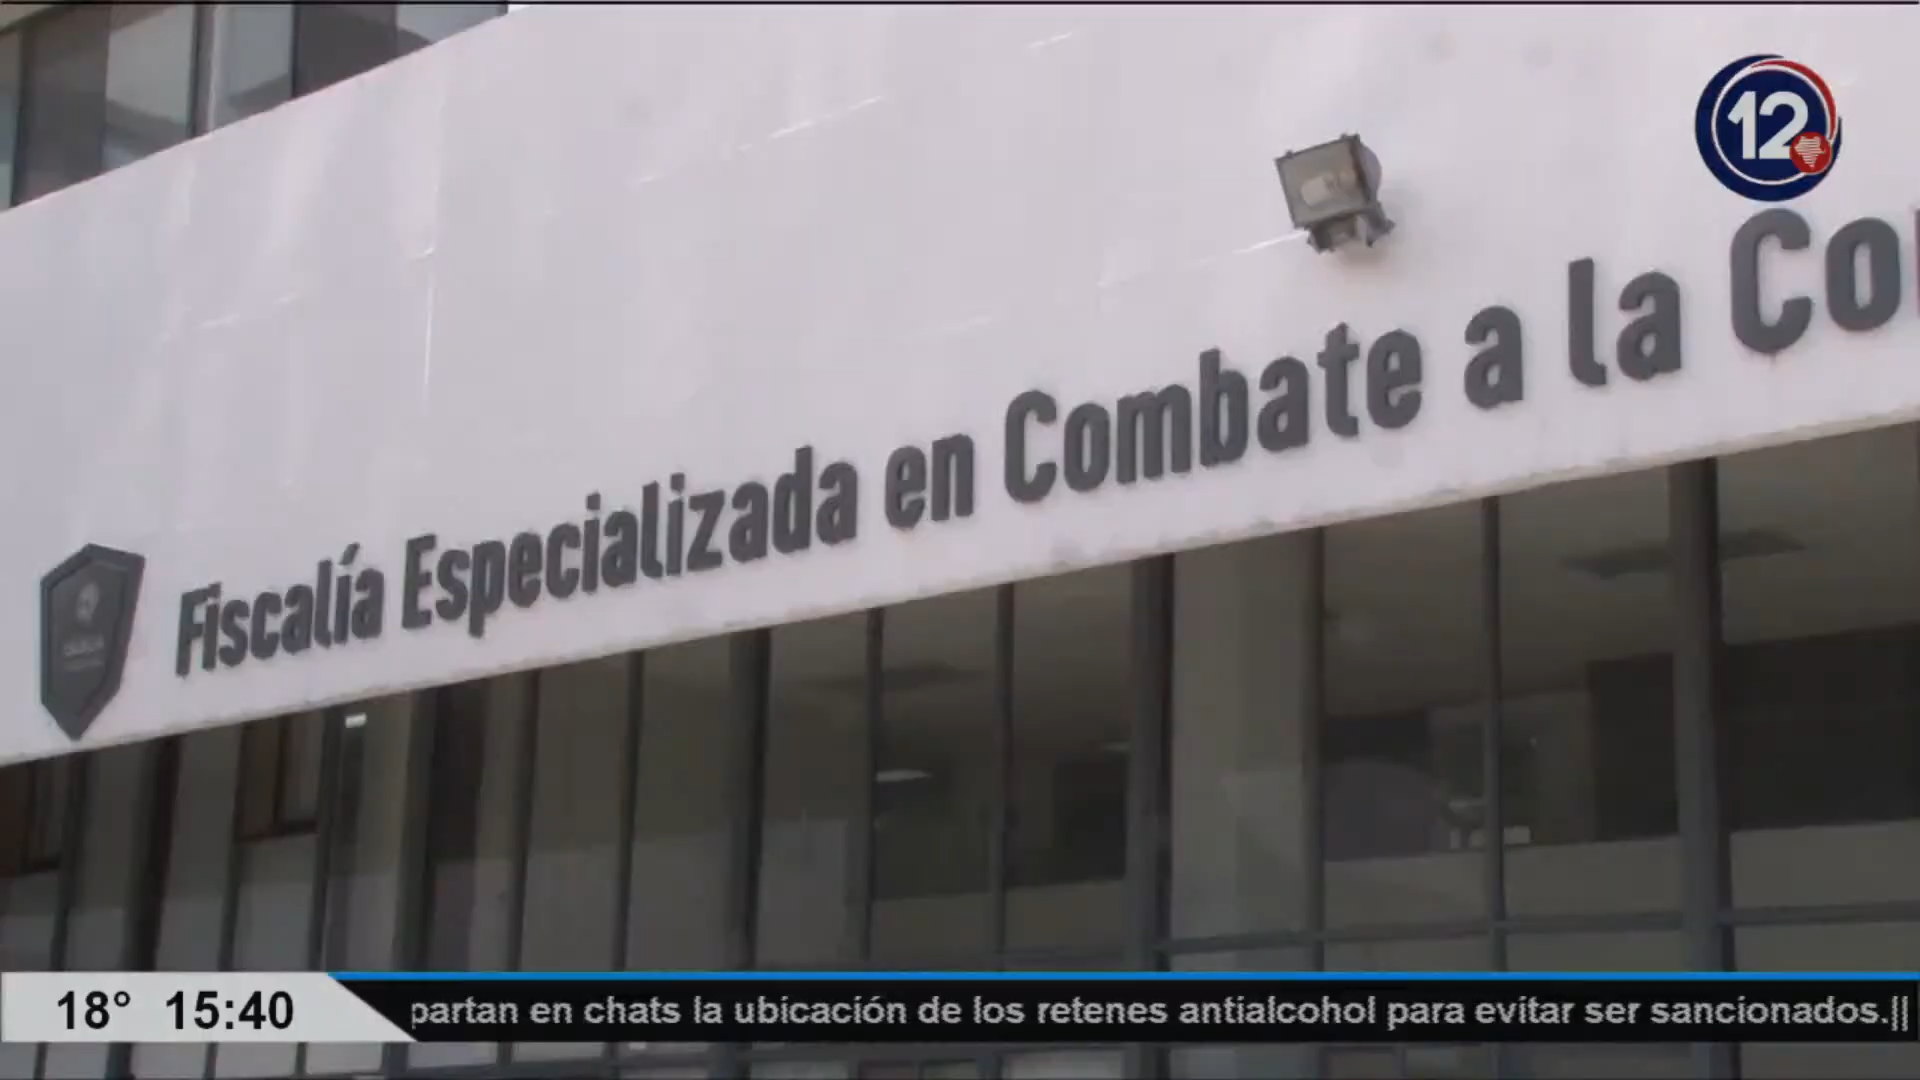 12
Fiscalía Especializada en Combate a la Co
18° 15:40
partan en chats la ubicación de los retenes antialcohol para evitar ser sancionados.||